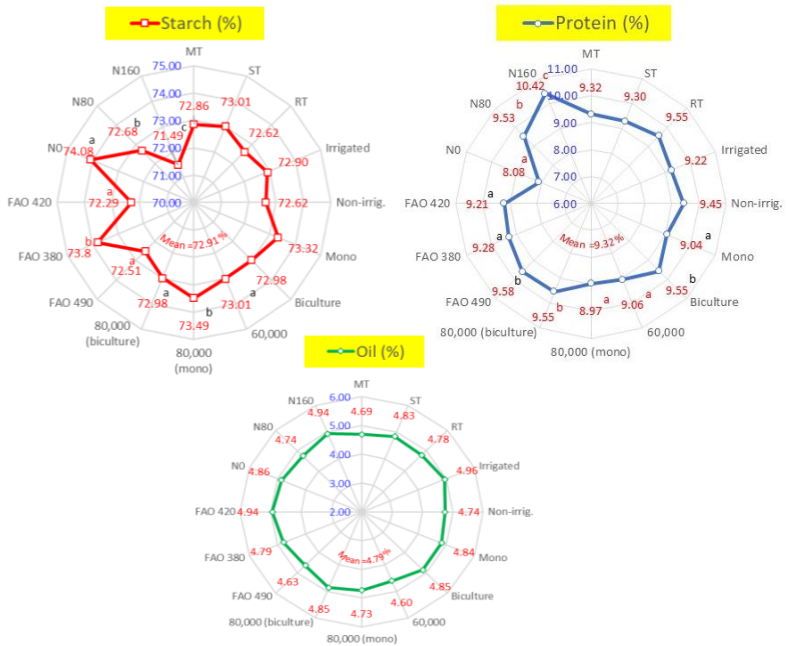 Starch (%)
MT
75.00
N160
ST
74.00
N80
RT
73.00
72.86
73.01
b
72.68
c
72.62
N0
a
74.08
71.49
72.00
Irrigated
72.90
71.00
FAO 420
a
72.29
70.00
Non-irrig.
72.62
b
73.8
FAO 380
Mean =72.91%
Mono
73.32
a
72.51
FAO 490
72.98
a
73.01
a
72.98
Biculture
80,000
(biculture)
b
73.49
60,000
80,000
(mono)
Protein (%)
MT
11.00
N160
c
10.42
10.00
ST
9.32
9.30
N80
b
9.53
RT
9.55
9.00
8.00
N0
a
8.08
7.00
Irrigated
9.22
FAO 420
a
9.21
6.00
Non-irrig.
9.45
a
9.28
FAO 380
Mean =9.32%
9.04
a
Mono
b
9.58
FAO 490
9.55
b
Biculture
b
9.55
a
8.97
a
9.06
80,000 (biculture)
60,000
80,000 (mono)
Oil (%)
MT
6.00
N160
4.94
4.69
ST
4.83
N80
4.74
5.00
RT
4.78
4.00
N0
4.86
Irrigated
4.96
3.00
FAO 420
4.94
2.00
4.74
Non-irrig.
FAO 380
4.79
Mean =4.79%
4.84
Mono
FAO 490
4.63
4.85
Biculture
80,000 (biculture)
4.85
4.73
4.60
60,000
80,000 (mono)